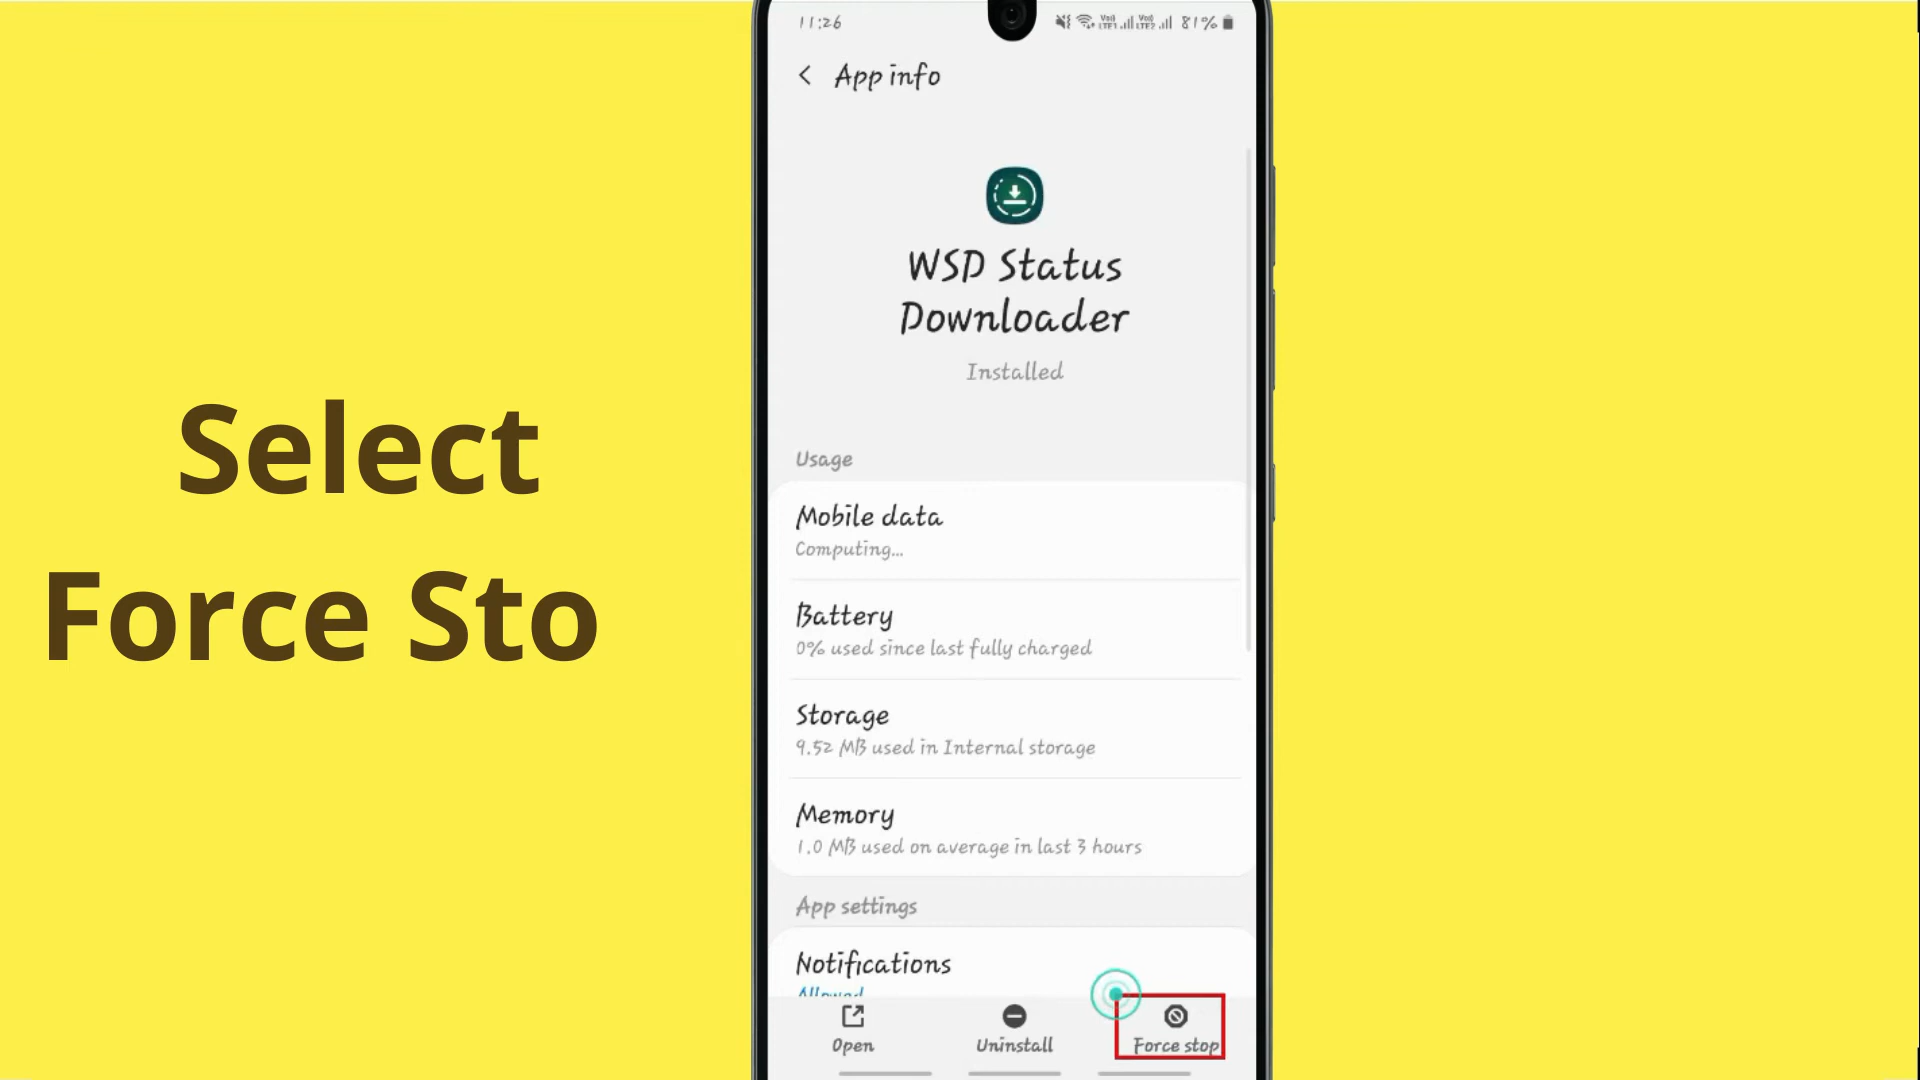 Select
Force Sto
11:26
81%
App info
WSD Status
Downloader
Installed
Usage
Mobile data
Computing...
Battery
0% used since last fully charged
Storage
9.52 MB used in Internal storage
Memory
1.0 MB used on average in last 3 hours
App settings
Notifications
Allowed
Open
Uninstall
Force stop